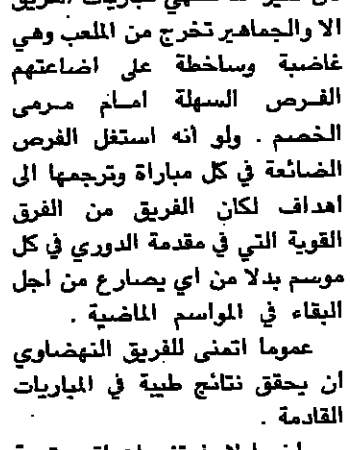 الا والجماهير تخرج من الملعب وهي
غاضبة وساخطة على اضاعتهم
الفرص السهلة امام مرمى
الخصم . ولو أنه استغل الفرص
الضائعة في كل مباراة وترجمها الى
اهداف لكان الفريق من الفرق
القوية التي في مقدمة الدوري في كل
موسم بدلا من اي يصارع من اجل
البقاء في المواسم الماضية .
عموما اتمنى للفريق النهضاوي
أن يحقق نتائج طيبة في المباريات
القادمة .